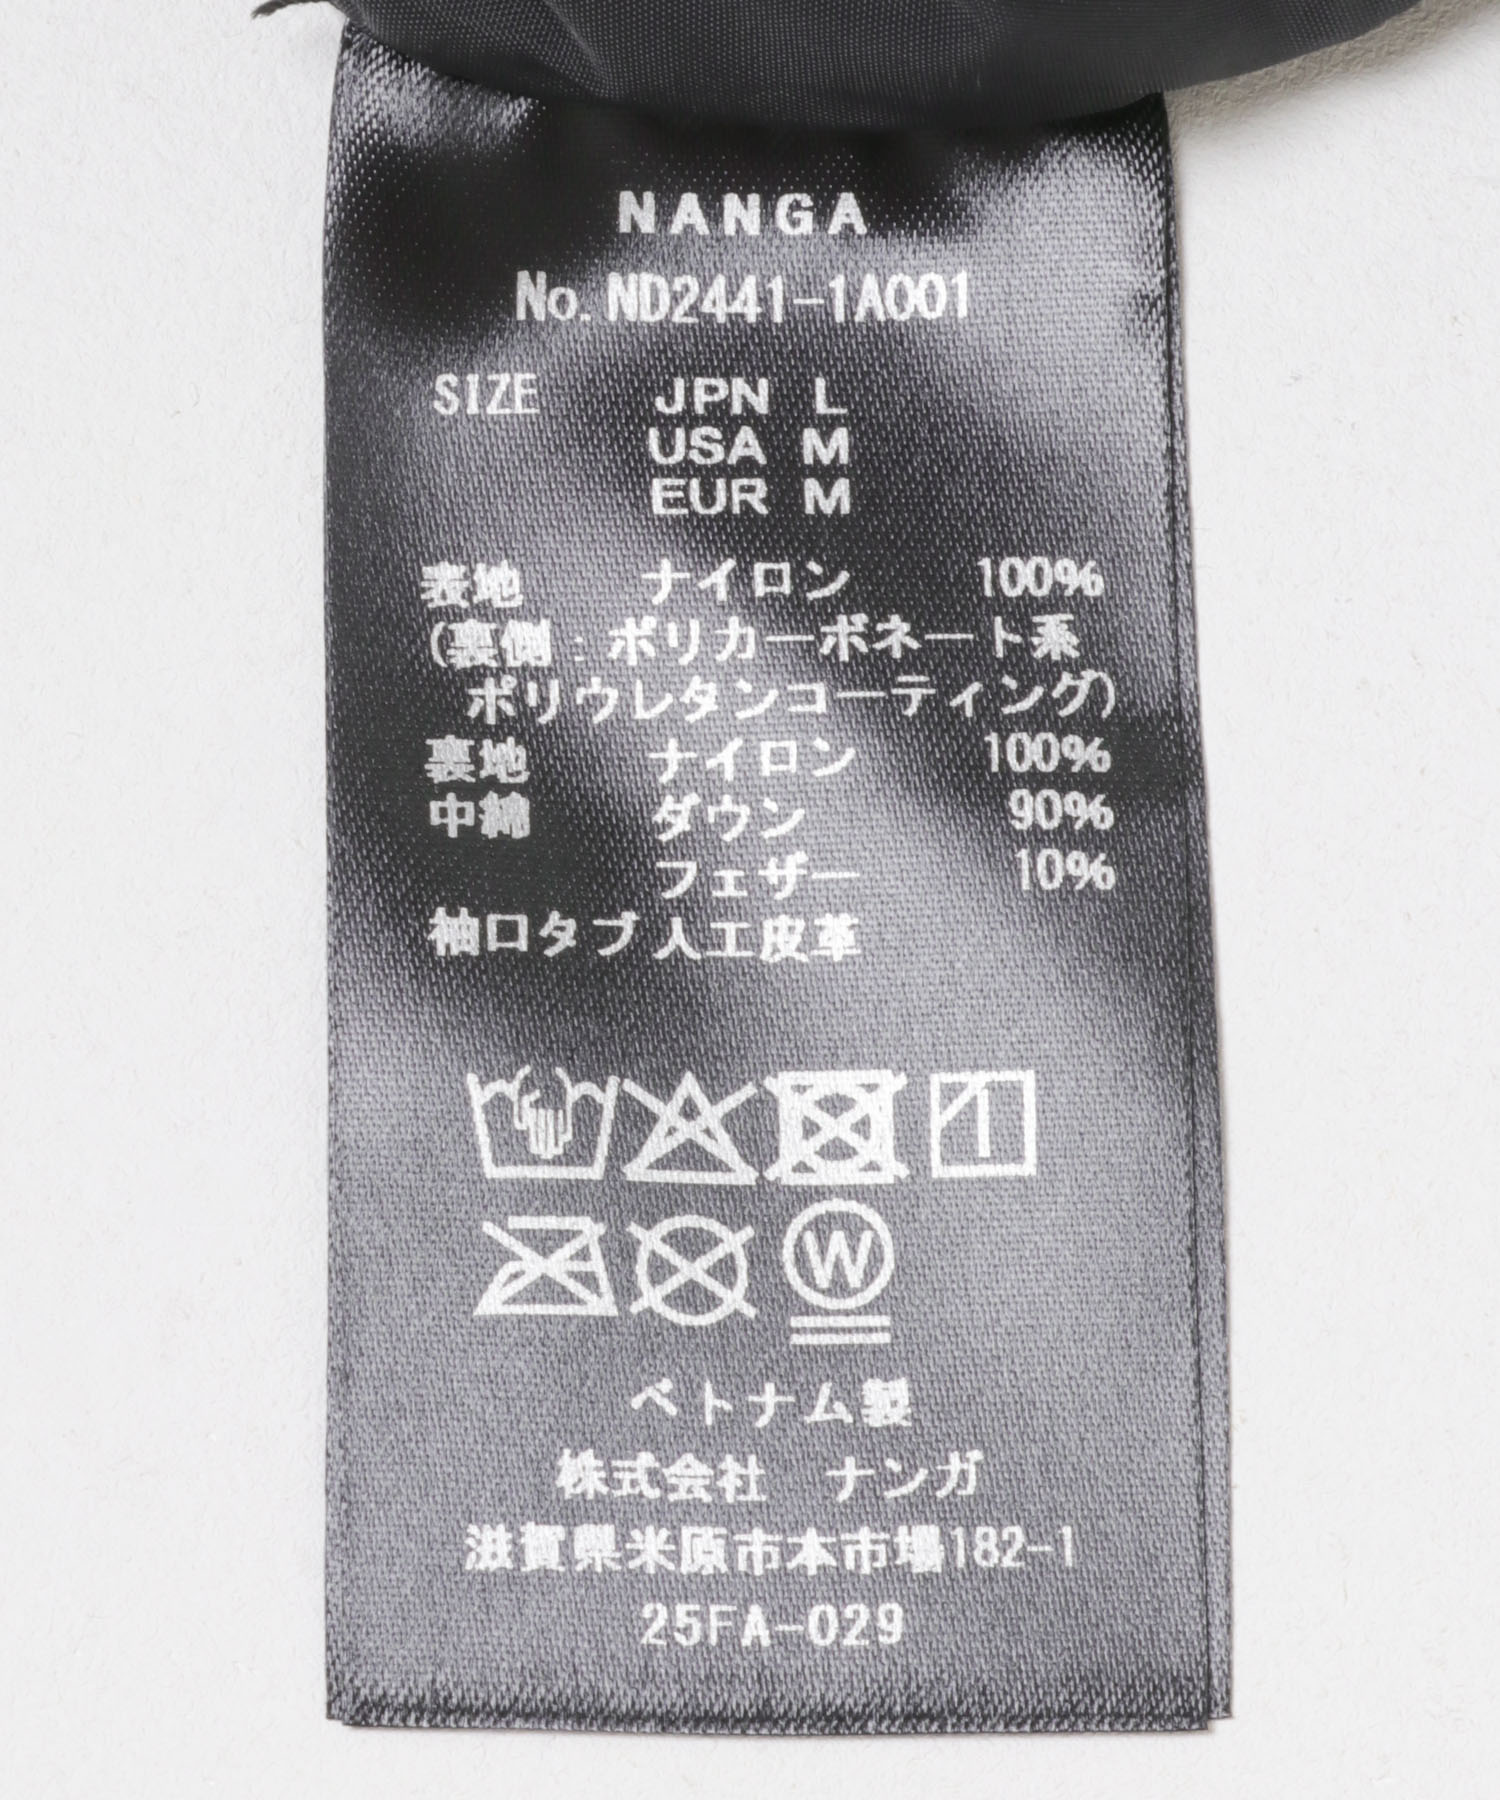 NANGA
No. ND2441-1A001
SIZE JPN L
USA M
EUR M
表地 ナイロン 100%
(裏側:ポリカーボネート系
ポリウレタンコーティング)
裏地 ナイロン 100%
中綿 ダウン 90%
フェザー 10%
袖口タブ 人工皮革
1
W
ベトナム製
株式会社 ナンガ
滋賀県米原市本市場182-1
25FA-029